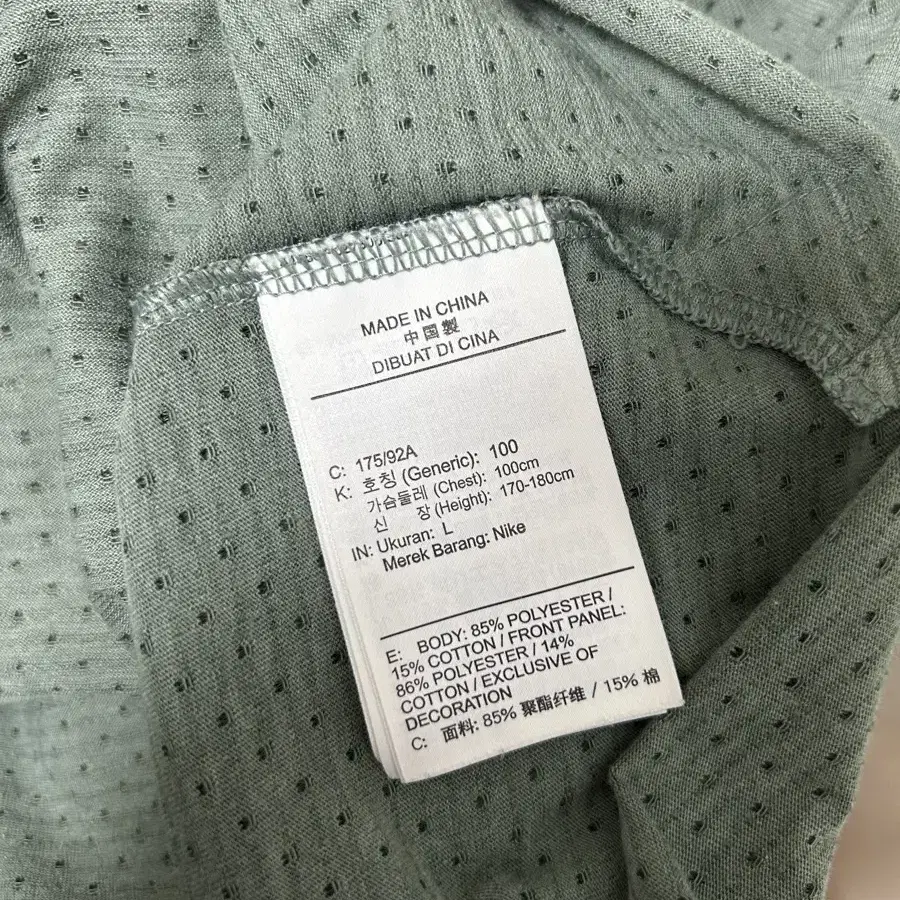 MADE IN CHINA
中国製
DIBUAT DI CINA
C: 175/92A
K: 호칭 (Generic): 100
가슴둘레 (Chest): 100cm
신 장 (Height): 170-180cm
IN: Ukuran: L
Merek Barang: Nike
E: BODY: 85% POLYESTER /
15% COTTON / FRONT PANEL:
86% POLYESTER / 14%
COTTON / EXCLUSIVE OF
DECORATION
C: 面料: 85% 聚酯纤维 / 15% 棉